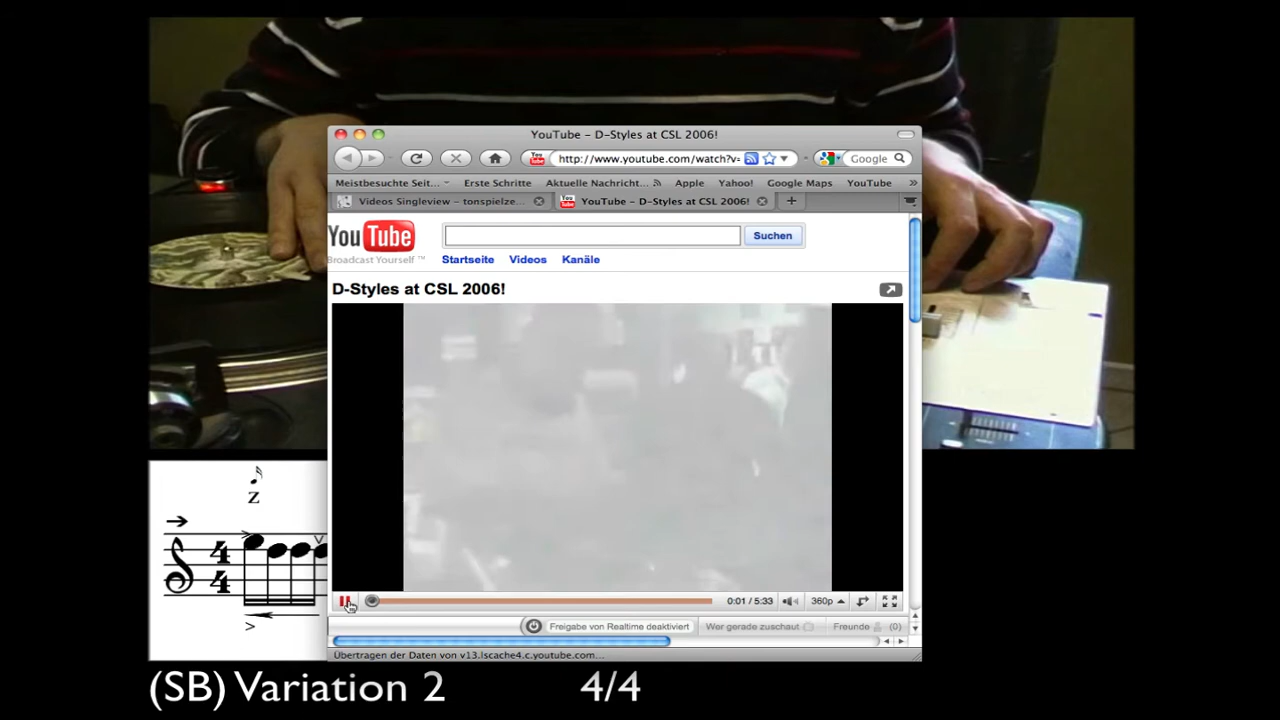 YouTube – D-Styles at CSL 2006!
You Tube http://www.youtube.com/watch?v= Google
Meistbesuchte Seit... Erste Schritte Aktuelle Nachricht... Apple Yahoo! Google Maps YouTube »
Videos Singleview – tonspielze... YouTube – D-Styles at CSL 2006! +
YouTube Suchen
Broadcast Yourself ™ Startseite Videos Kanäle
D-Styles at CSL 2006!
0:01 / 5:33 360p
Freigabe von Realtime deaktiviert Wer gerade zuschaut Freunde (0)
Übertragen der Daten von v13.lscache4.c.youtube.com...
z
4
4
>
(SB) Variation 2 4/4